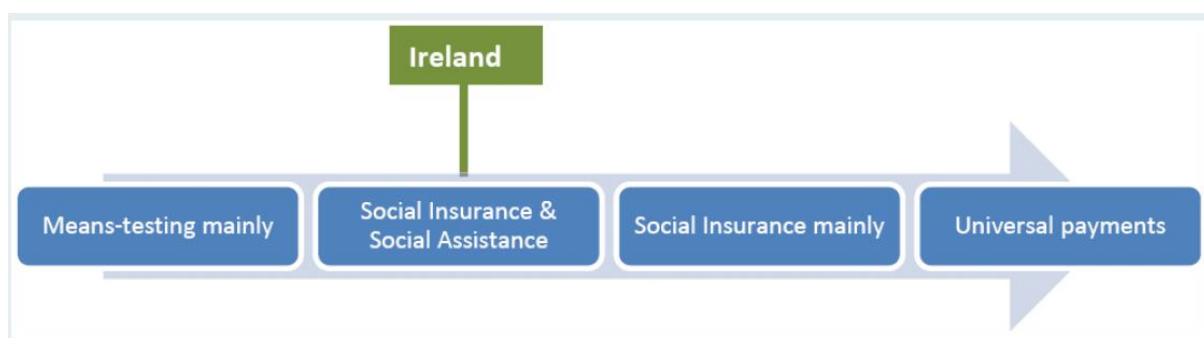 Ireland
Means-testing mainly
Social Insurance &
Social Assistance
Social Insurance mainly
Universal payments